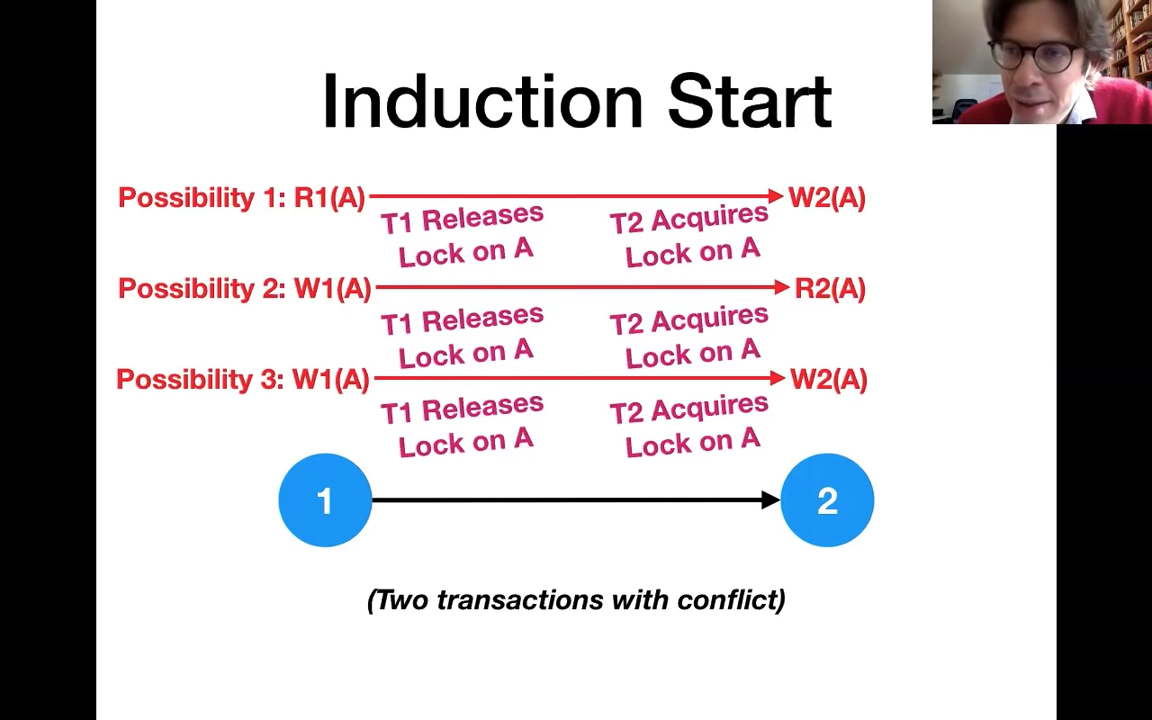 Induction Start
Possibility 1: R1(A) W2(A)
T1 Releases T2 Acquires
Lock on A Lock on A
Possibility 2: W1(A) R2(A)
T1 Releases T2 Acquires
Lock on A Lock on A
Possibility 3: W1(A) W2(A)
T1 Releases T2 Acquires
Lock on A Lock on A
1 2
(Two transactions with conflict)